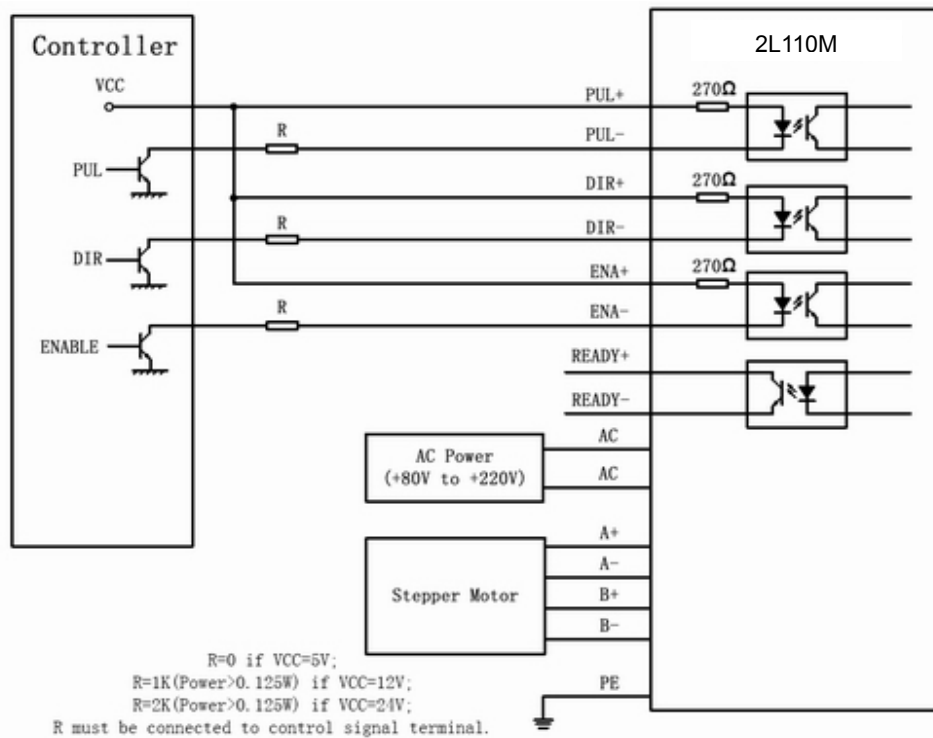 Controller
2L110M
VCC
PUL+
270Ω
R
PUL-
PUL
DIR+
270Ω
R
DIR-
DIR
ENA+
270Ω
R
ENA-
ENABLE
READY+
READY-
AC Power
(+80V to +220V)
AC
AC
Stepper Motor
A+
A-
B+
B-
R=0 if VCC=5V;
R=1K(Power>0.125W) if VCC=12V;
R=2K(Power>0.125W) if VCC=24V;
R must be connected to control signal terminal.
PE